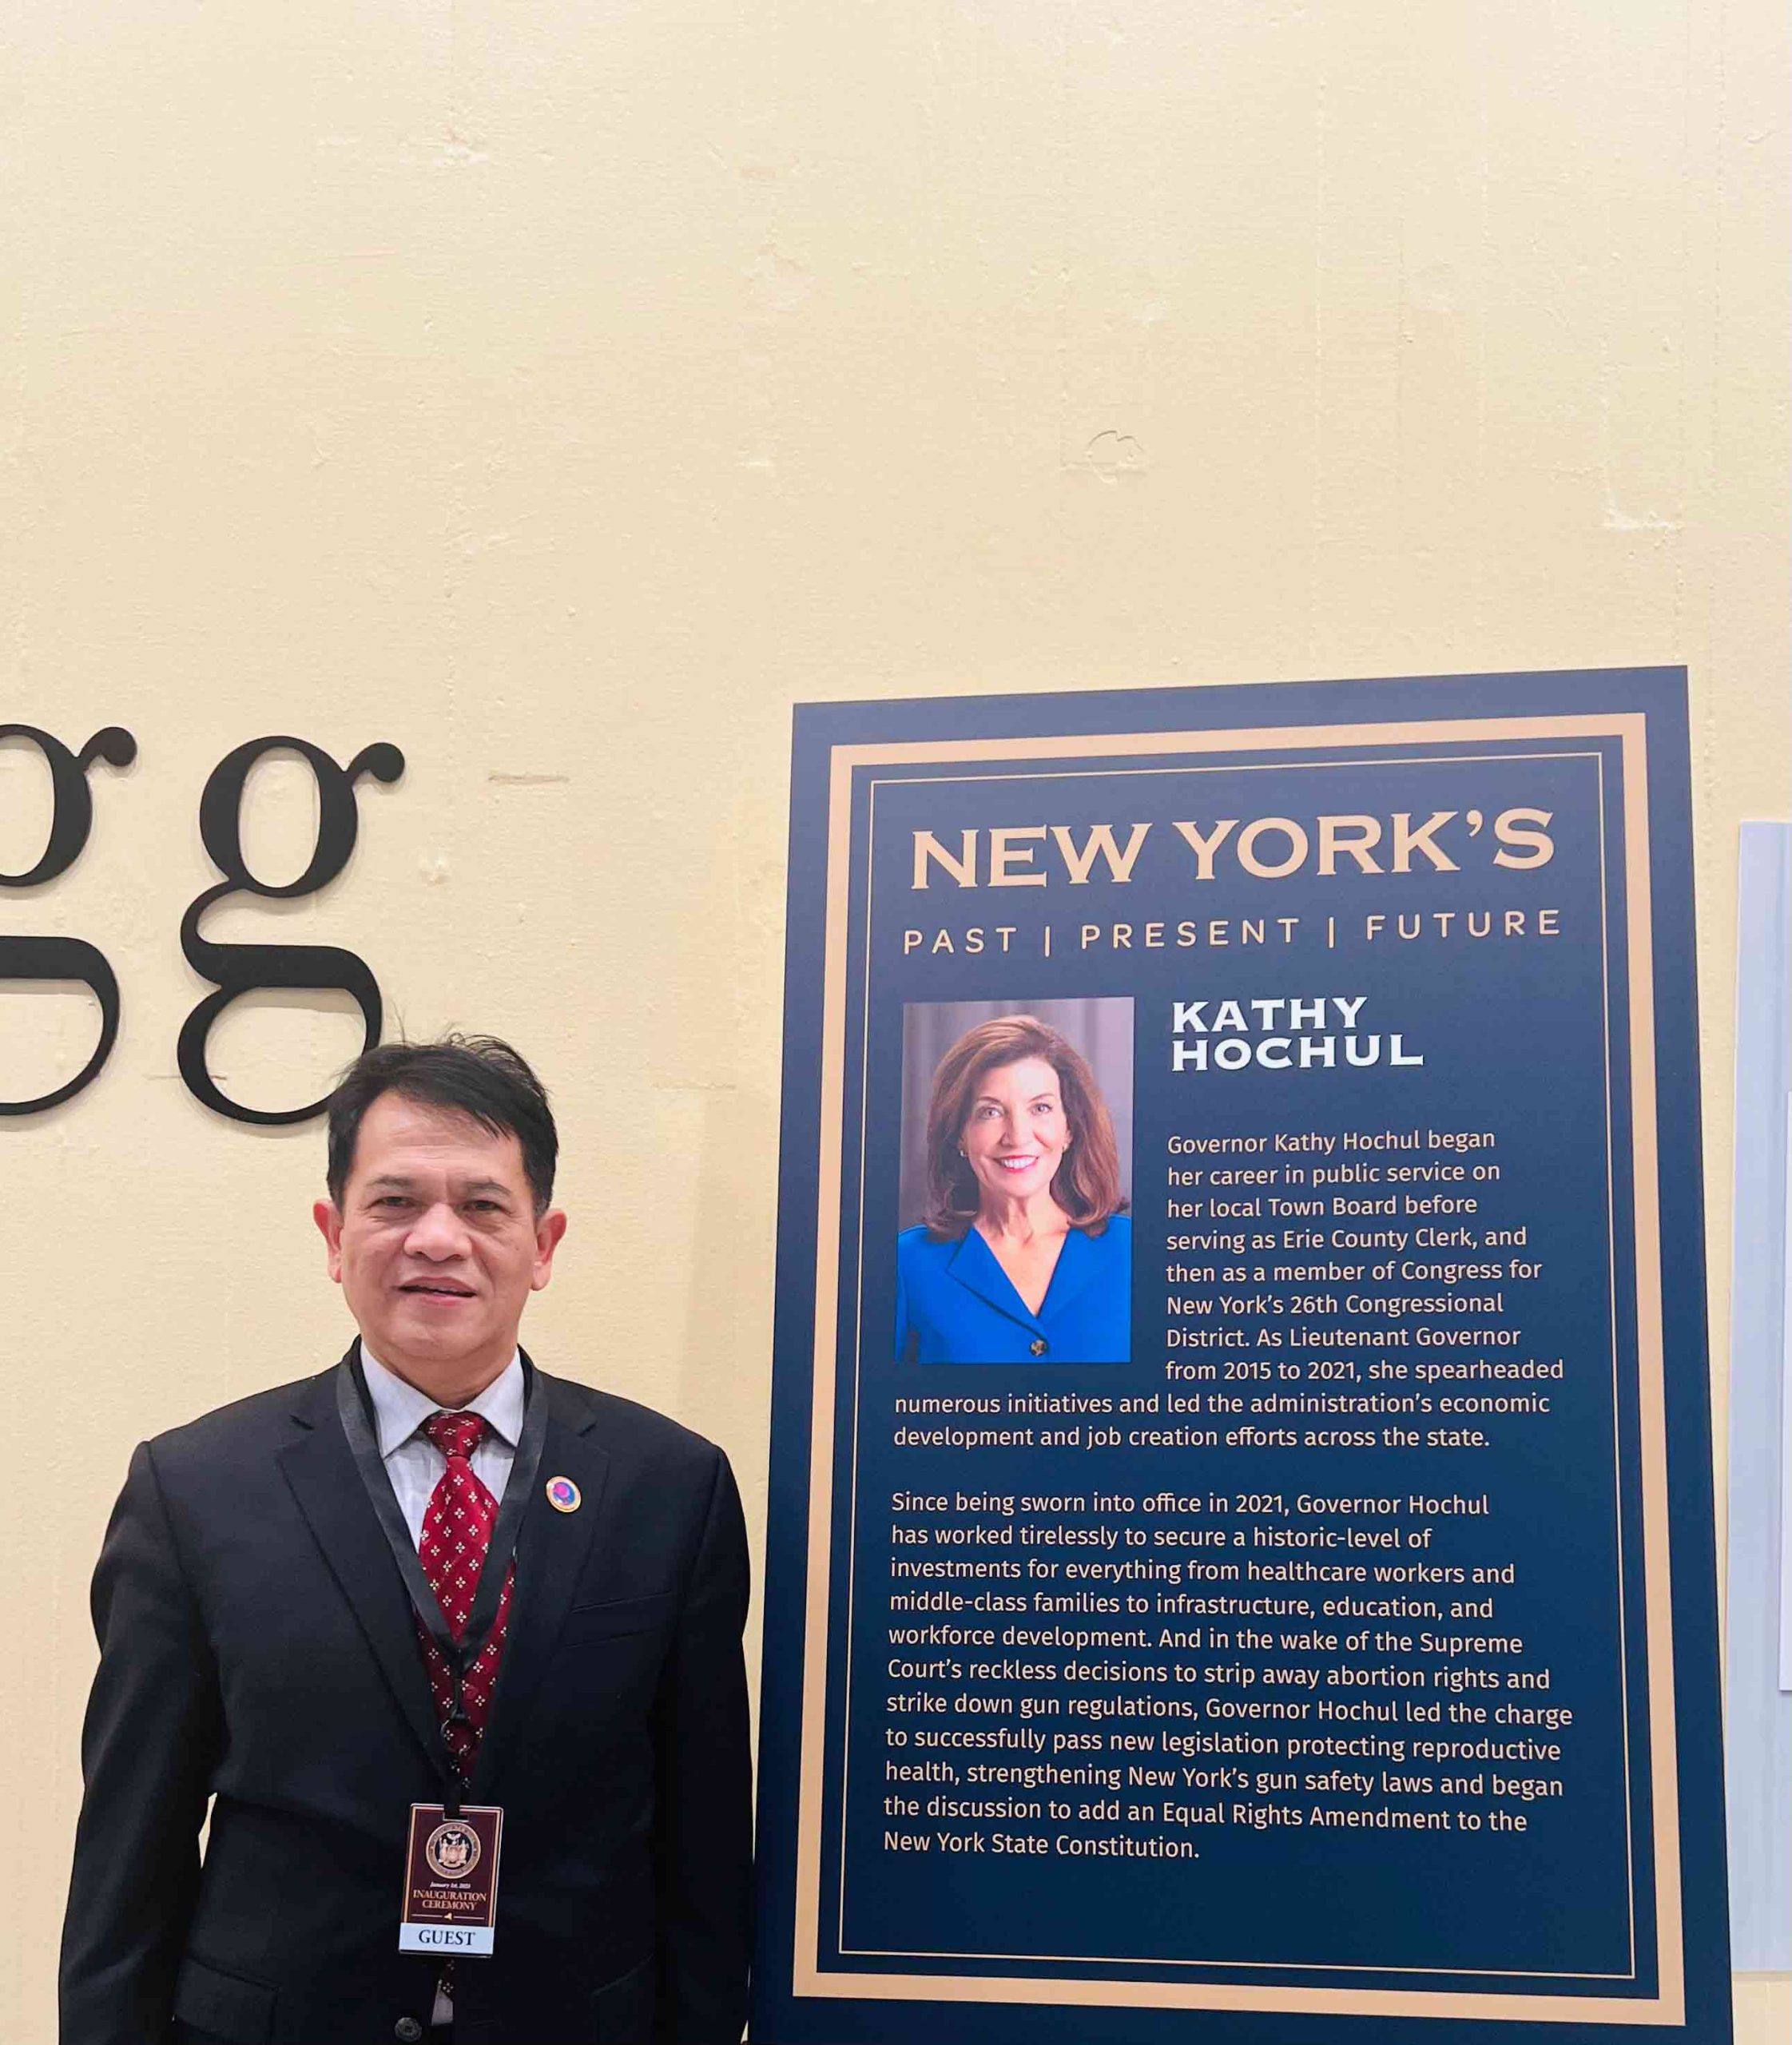 gg
NEW YORK'S
PAST | PRESENT | FUTURE
KATHY
HOCHUL
Governor Kathy Hochul began
her career in public service on
her local Town Board before
serving as Erie County Clerk, and
then as a member of Congress for
New York's 26th Congressional
District. As Lieutenant Governor
from 2015 to 2021, she spearheaded
numerous initiatives and led the administration's economic
development and job creation efforts across the state.
Since being sworn into office in 2021, Governor Hochul
has worked tirelessly to secure a historic-level of
investments for everything from healthcare workers and
middle-class families to infrastructure, education, and
workforce development. And in the wake of the Supreme
Court's reckless decisions to strip away abortion rights and
strike down gun regulations, Governor Hochul led the charge
to successfully pass new legislation protecting reproductive
health, strengthening New York's gun safety laws and began
the discussion to add an Equal Rights Amendment to the
New York State Constitution.
January 1st, 2023
INAUGURATION
CEREMONY
GUEST